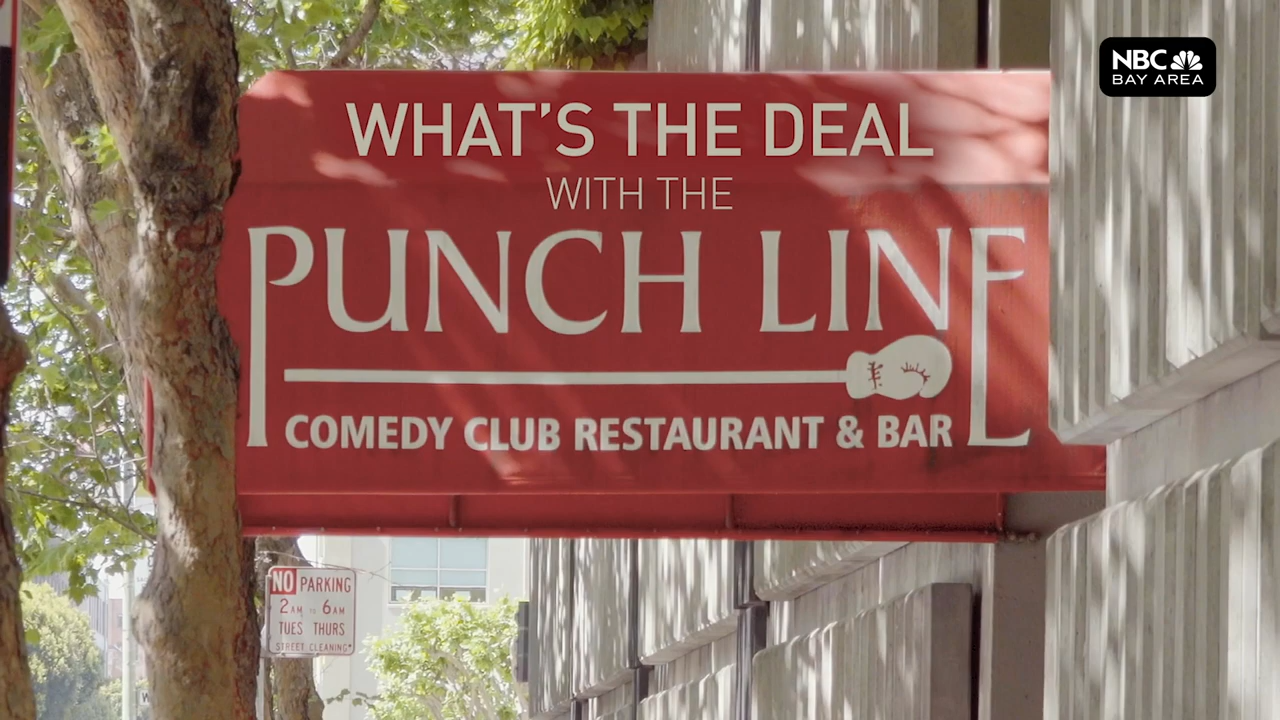 NBC
BAY AREA
WHAT'S THE DEAL
WITH THE
PUNCH LINE
COMEDY CLUB RESTAURANT & BAR
NO PARKING
2AM TO 6AM
TUES THURS
STREET CLEANING